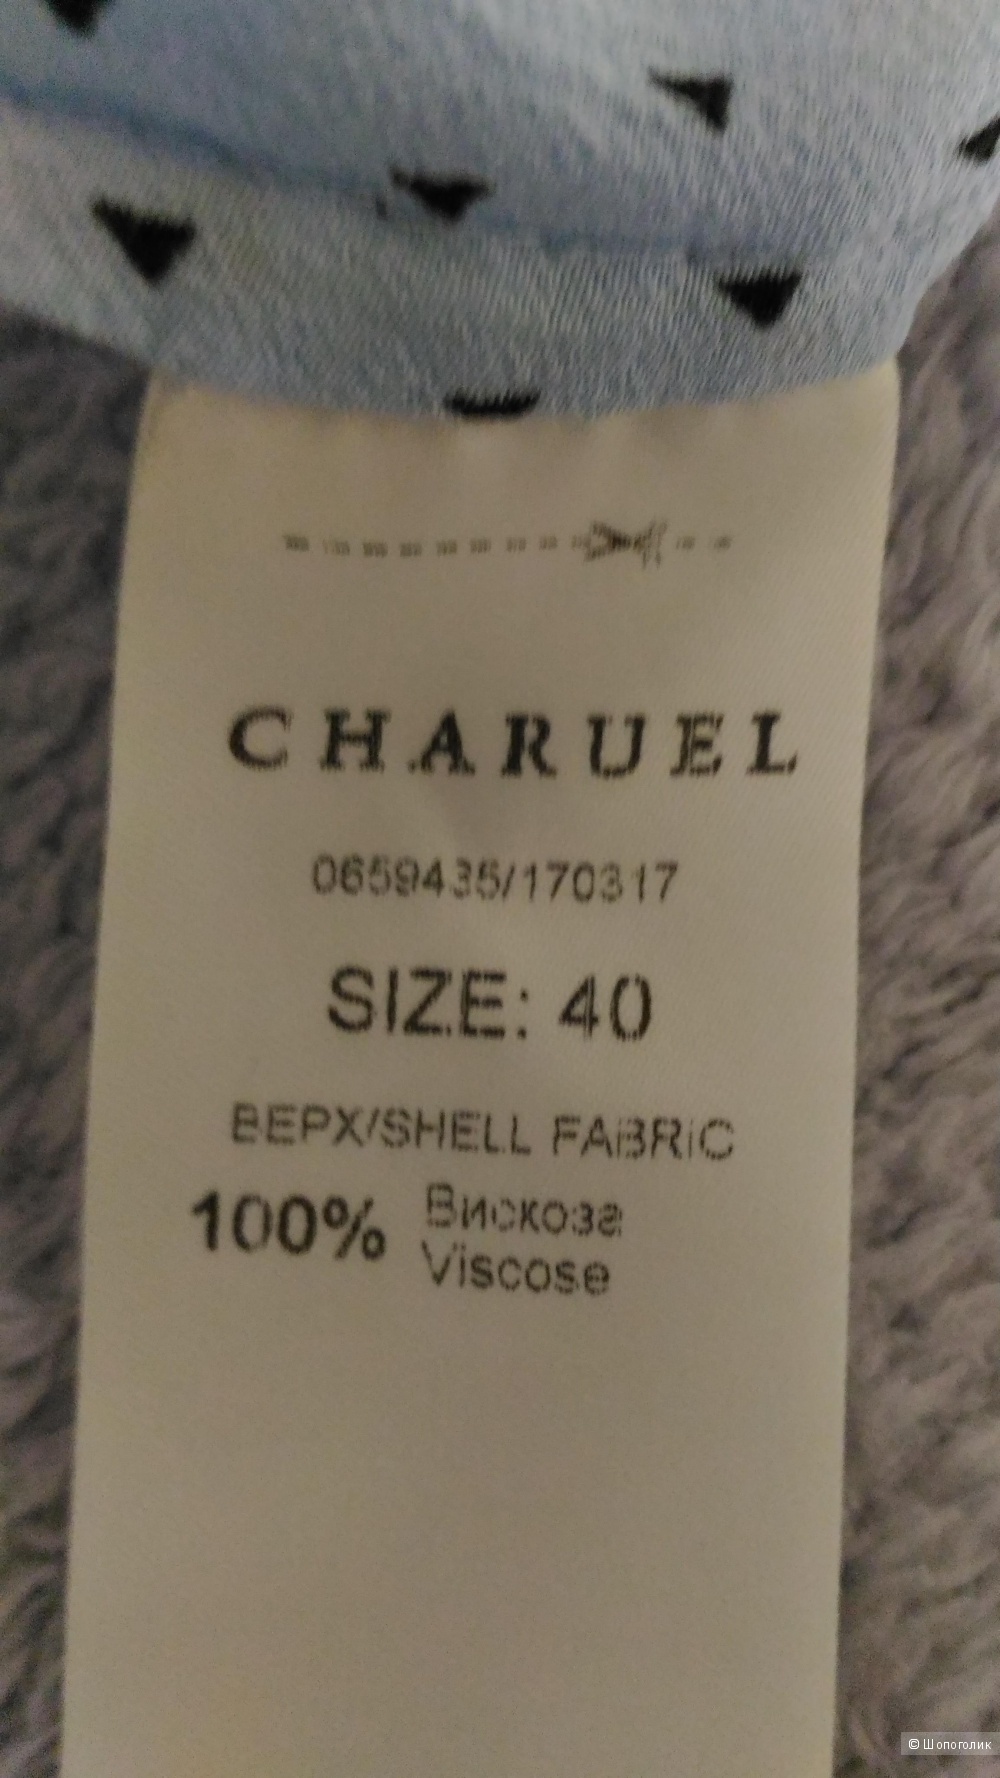 CHARUEL
0659435/170317
SIZE: 40
ВЕРХ/SHELL FABRIC
100% Вискоза
Viscose
© Шопоголик